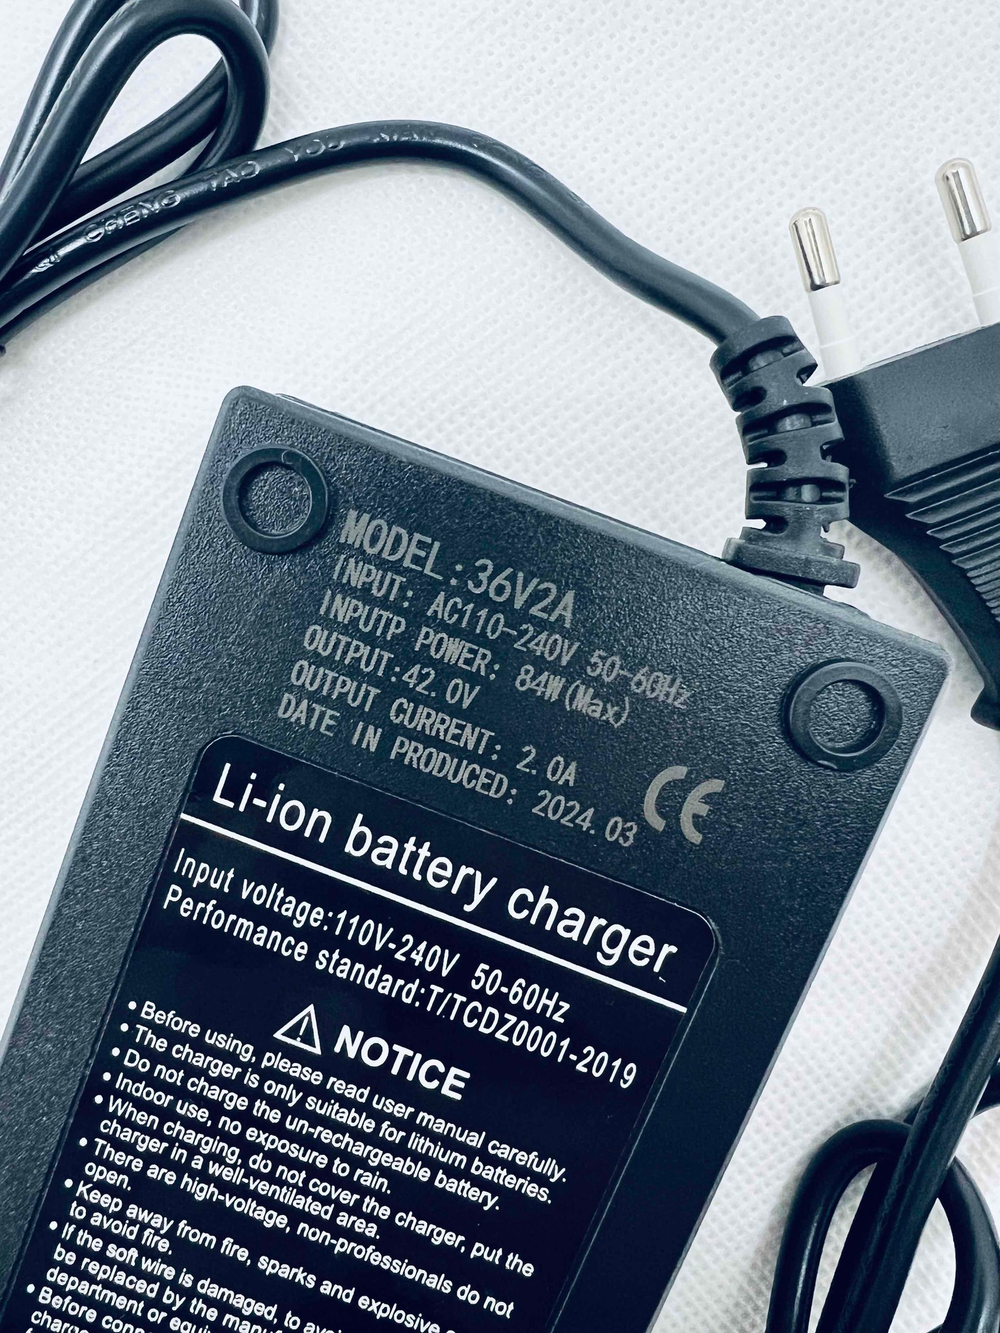 CHENG TAO YOU
MODEL:36V2A
INPUT: AC110-240V 50-60Hz
INPUTP POWER: 84W(Max)
OUTPUT:42.0V
OUTPUT CURRENT: 2.0A
DATE IN PRODUCED: 2024.03
CE
Li-ion battery charger
Input voltage:110V-240V 50-60Hz
Performance standard:T/TCDZ0001-2019
NOTICE
• Before using, please read user manual carefully.
• The charger is only suitable for lithium batteries.
• Do not charge the un-rechargeable battery.
• Indoor use, no exposure to rain.
• When charging, do not cover the charger, put the
charger in a well-ventilated area.
• There are high-voltage, non-professionals do not
open.
• Keep away from fire, sparks and explosive
to avoid fire.
• If the soft wire is damaged, to
be replaced by the
department or
• Before